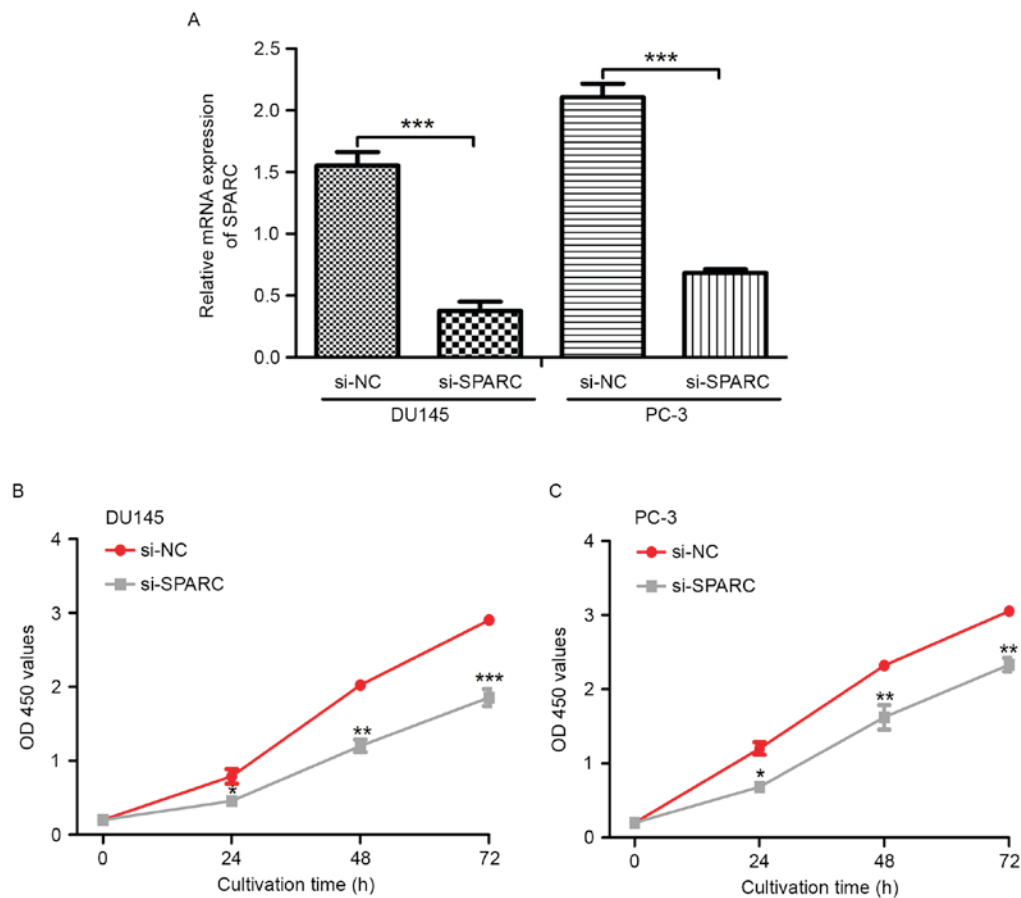 A
Relative mRNA expression
of SPARC
2.5
2.0
1.5
1.0
0.5
0.0
***
***
si-NC
si-SPARC
si-NC
si-SPARC
DU145
PC-3
B
DU145
si-NC
si-SPARC
OD 450 values
4
3
2
1
0
*
**
***
0
24
48
72
Cultivation time (h)
C
PC-3
si-NC
si-SPARC
OD 450 values
4
3
2
1
0
*
**
**
0
24
48
72
Cultivation time (h)